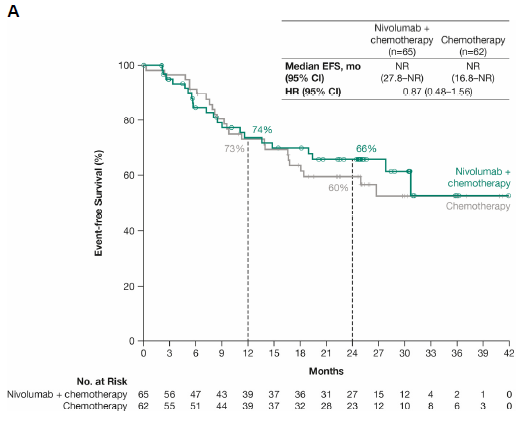 A
Nivolumab + chemotherapy (n=65) Chemotherapy (n=62)
Median EFS, mo (95% CI) NR (27.8–NR) NR (16.8–NR)
HR (95% CI) 0.87 (0.48–1.56)
Event-free Survival (%)
100
80
60
40
20
0
74%
73%
66%
60%
Nivolumab +
chemotherapy
Chemotherapy
0 3 6 9 12 15 18 21 24 27 30 33 36 39 42
Months
No. at Risk
Nivolumab + chemotherapy 65 56 47 43 39 37 36 31 27 15 12 4 2 1 0
Chemotherapy 62 55 51 44 39 37 32 28 23 12 10 8 6 3 0